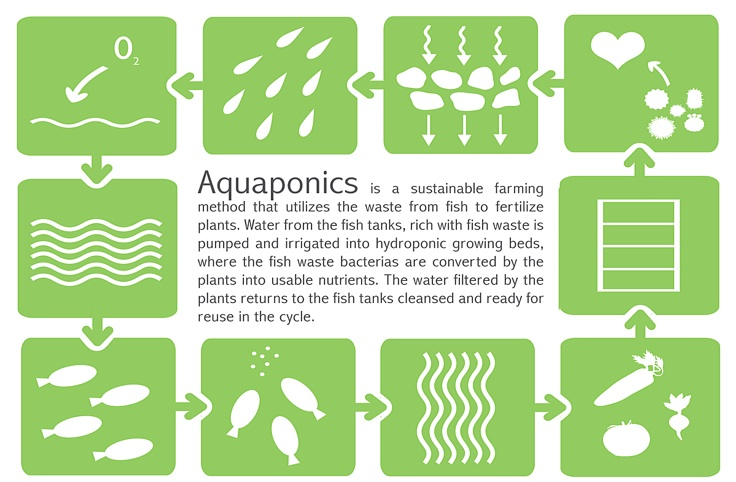 O2
Aquaponics is a sustainable farming
method that utilizes the waste from fish to fertilize
plants. Water from the fish tanks, rich with fish waste is
pumped and irrigated into hydroponic growing beds,
where the fish waste bacterias are converted by the
plants into usable nutrients. The water filtered by the
plants returns to the fish tanks cleansed and ready for
reuse in the cycle.